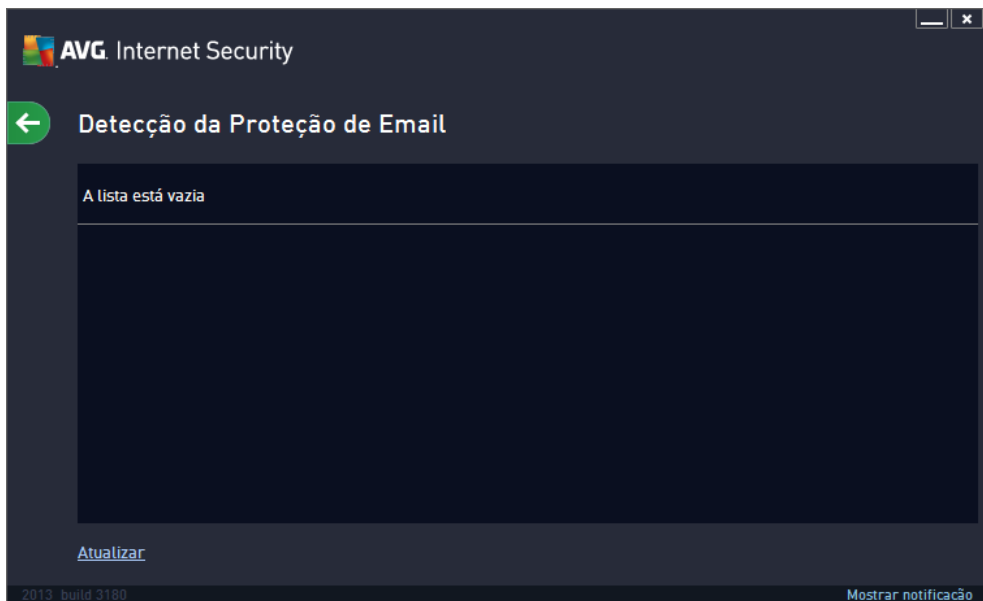 AVG. Internet Security
Detecção da Proteção de Email
A lista está vazia
Atualizar
2013 build 3180
Mostrar notificação